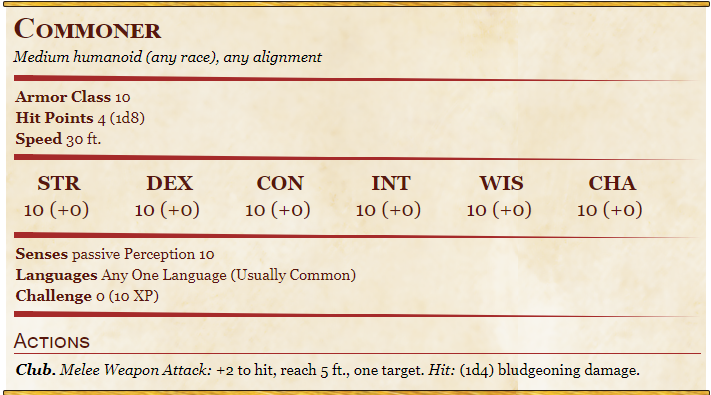 Commoner
Medium humanoid (any race), any alignment
Armor Class 10
Hit Points 4 (1d8)
Speed 30 ft.
STR DEX CON INT WIS CHA
10 (+0) 10 (+0) 10 (+0) 10 (+0) 10 (+0) 10 (+0)
Senses passive Perception 10
Languages Any One Language (Usually Common)
Challenge 0 (10 XP)
Actions
Club. Melee Weapon Attack: +2 to hit, reach 5 ft., one target. Hit: (1d4) bludgeoning damage.